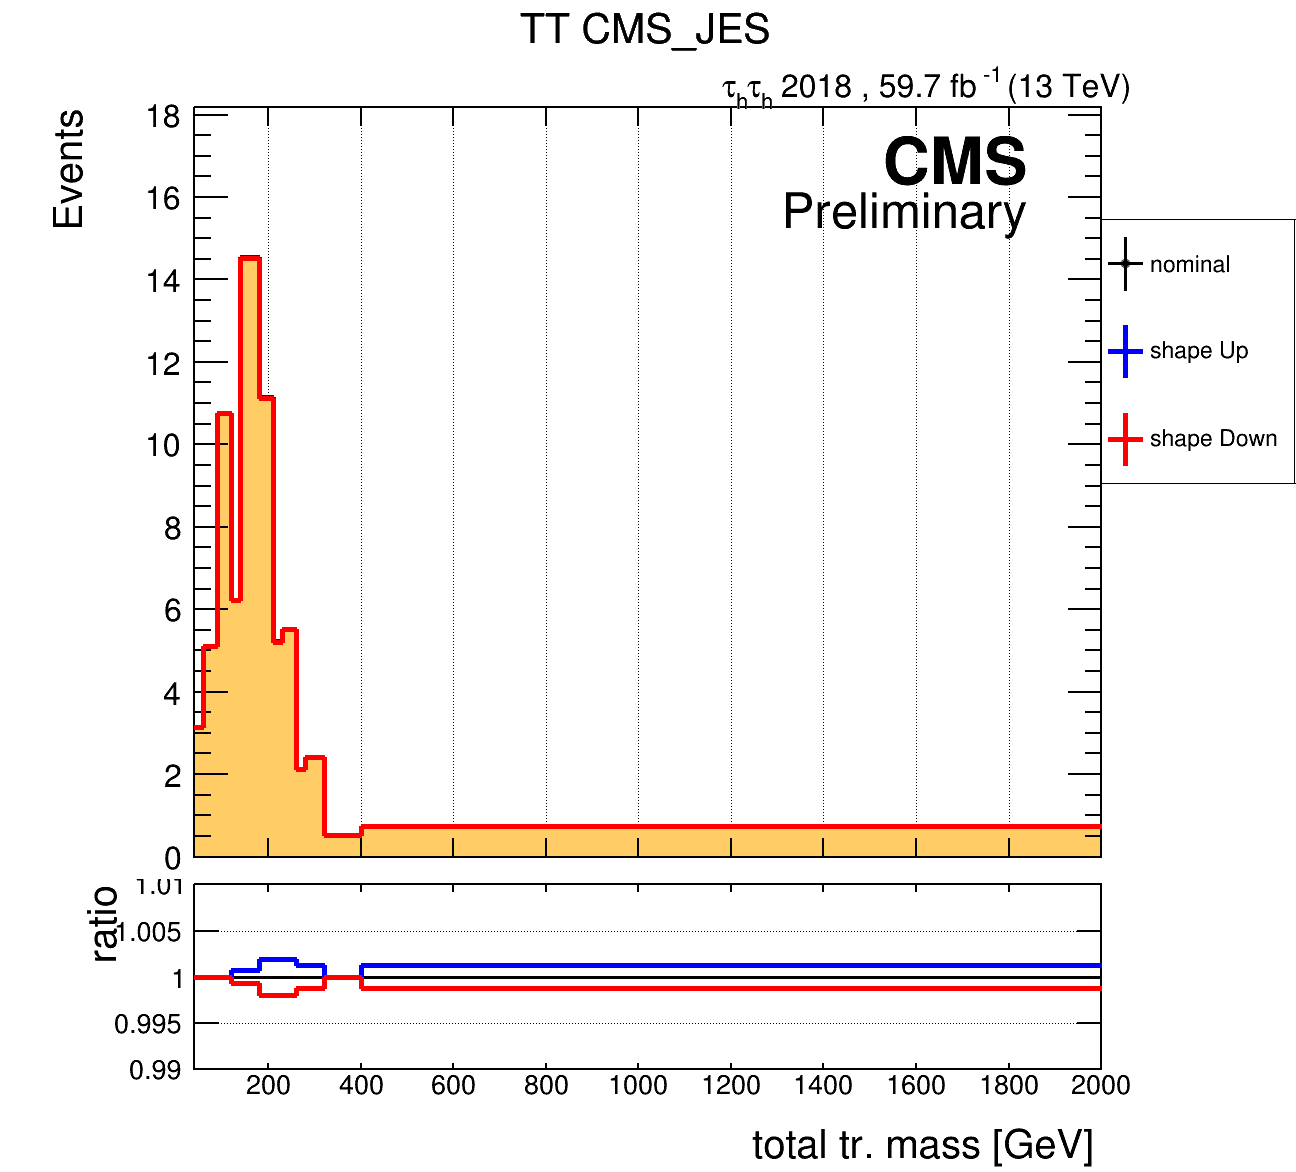 TT CMS_JES
τhτh 2018 , 59.7 fb -1 (13 TeV)
Events
18
16
14
12
10
8
6
4
2
0
CMS
Preliminary
nominal
shape Up
shape Down
ratio
1.01
1.005
1
0.995
0.99
200 400 600 800 1000 1200 1400 1600 1800 2000
total tr. mass [GeV]